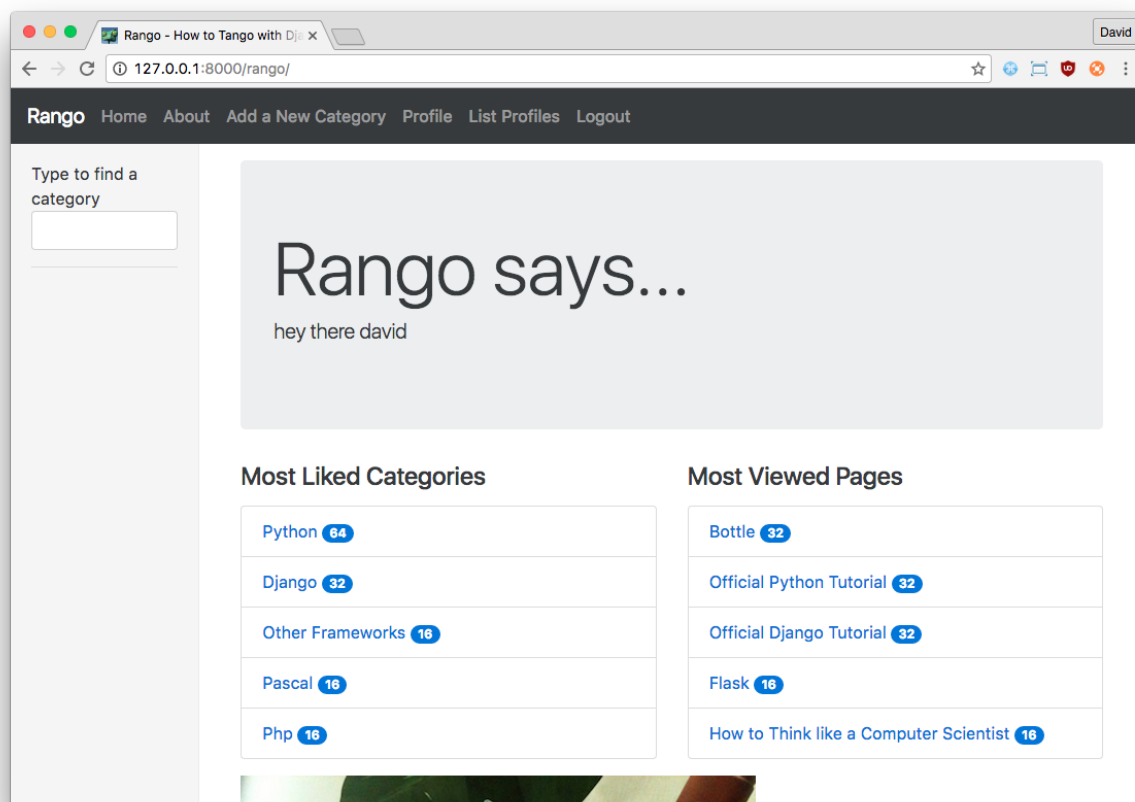 Rango - How to Tango with Dja
David
127.0.0.1:8000/rango/
Rango Home About Add a New Category Profile List Profiles Logout
Type to find a
category
Rango says...
hey there david
Most Liked Categories
Python 64
Django 32
Other Frameworks 16
Pascal 16
Php 16
Most Viewed Pages
Bottle 32
Official Python Tutorial 32
Official Django Tutorial 32
Flask 16
How to Think like a Computer Scientist 16